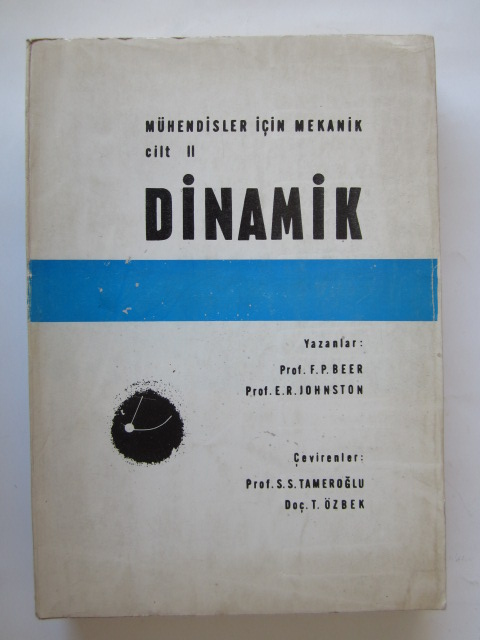 MÜHENDİSLER İÇİN MEKANİK
cilt II
DİNAMİK
Yazanlar:
Prof. F. P. BEER
Prof. E. R. JOHNSTON
Çevirenler:
Prof. S. S. TAMEROĞLU
Doç. T. ÖZBEK